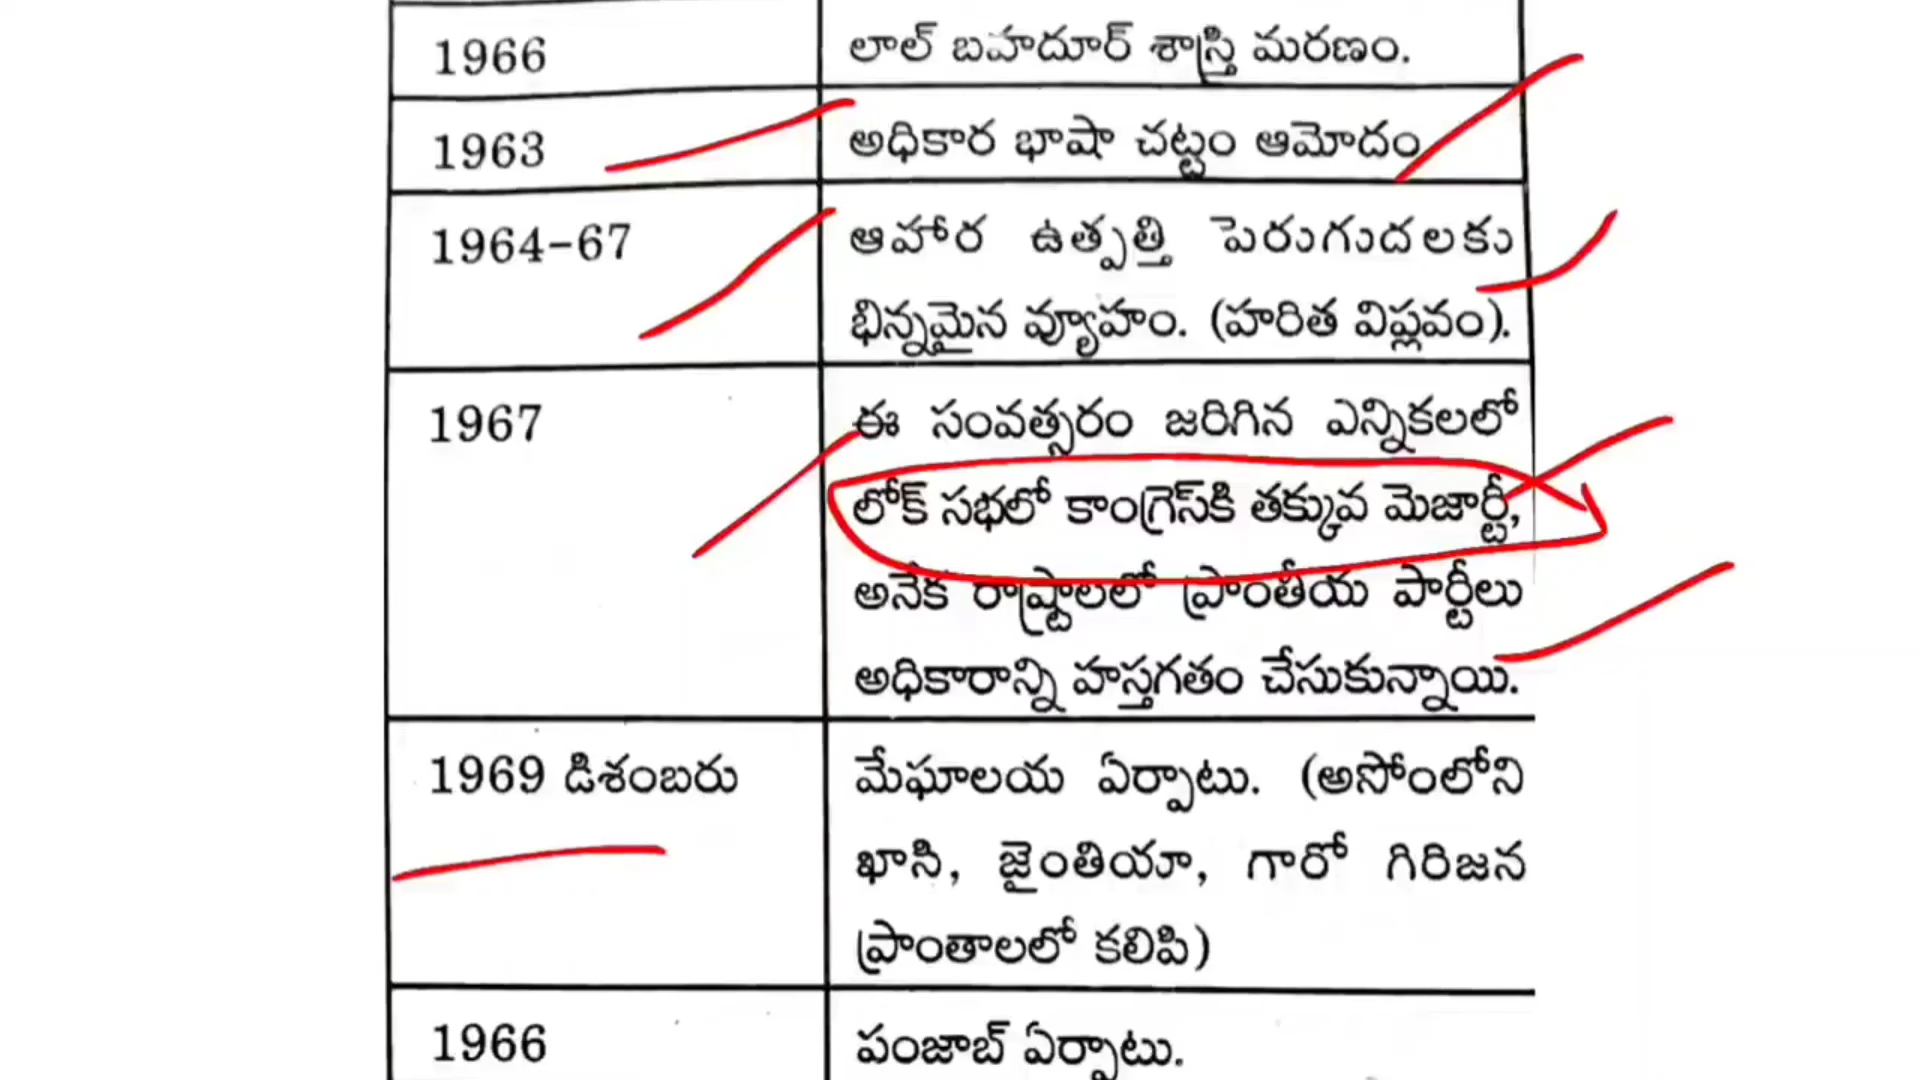 1966 లాల్ బహదూర్ శాస్త్రి మరణం.
1963 అధికార భాషా చట్టం ఆమోదం
1964-67 ఆహార ఉత్పత్తి పెరుగుదలకు
భిన్నమైన వ్యూహం. (హరిత విప్లవం).
1967 ఈ సంవత్సరం జరిగిన ఎన్నికలలో
లోక్ సభలో కాంగ్రెస్‌కి తక్కువ మెజార్టీ,
అనేక రాష్ట్రాలలో ప్రాంతీయ పార్టీలు
అధికారాన్ని హస్తగతం చేసుకున్నాయి.
1969 డిశంబరు మేఘాలయ ఏర్పాటు. (అసోంలోని
ఖాసి, జైంతియా, గారో గిరిజన
ప్రాంతాలలో కలిపి)
1966 పంజాబ్ ఏర్పాటు.